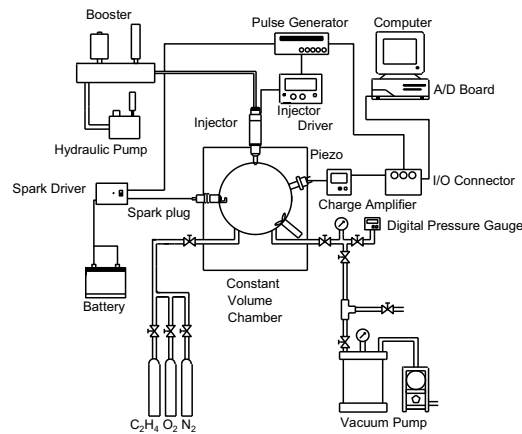 Booster
Pulse Generator
Computer
A/D Board
Injector
Injector
Driver
Hydraulic Pump
Piezo
I/O Connector
Spark Driver
Charge Amplifier
Spark plug
Digital Pressure Gauge
Battery
Constant
Volume
Chamber
C₂H₄ O₂ N₂
Vacuum Pump